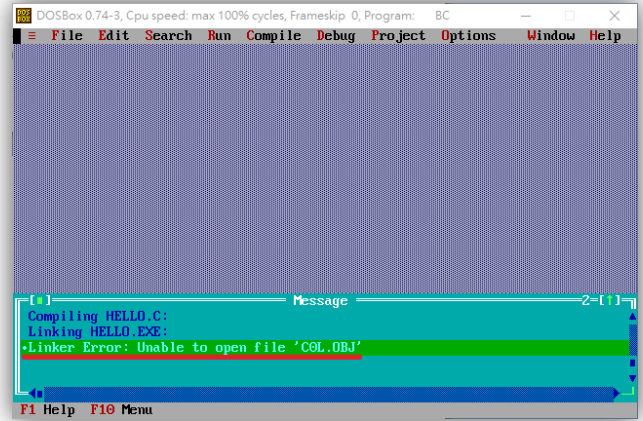 DOSBox 0.74-3, Cpu speed: max 100% cycles, Frameskip 0, Program: BC
≡ File Edit Search Run Compile Debug Project Options Window Help
Message 2
Compiling HELLO.C:
Linking HELLO.EXE:
•Linker Error: Unable to open file 'C0L.OBJ'
F1 Help F10 Menu